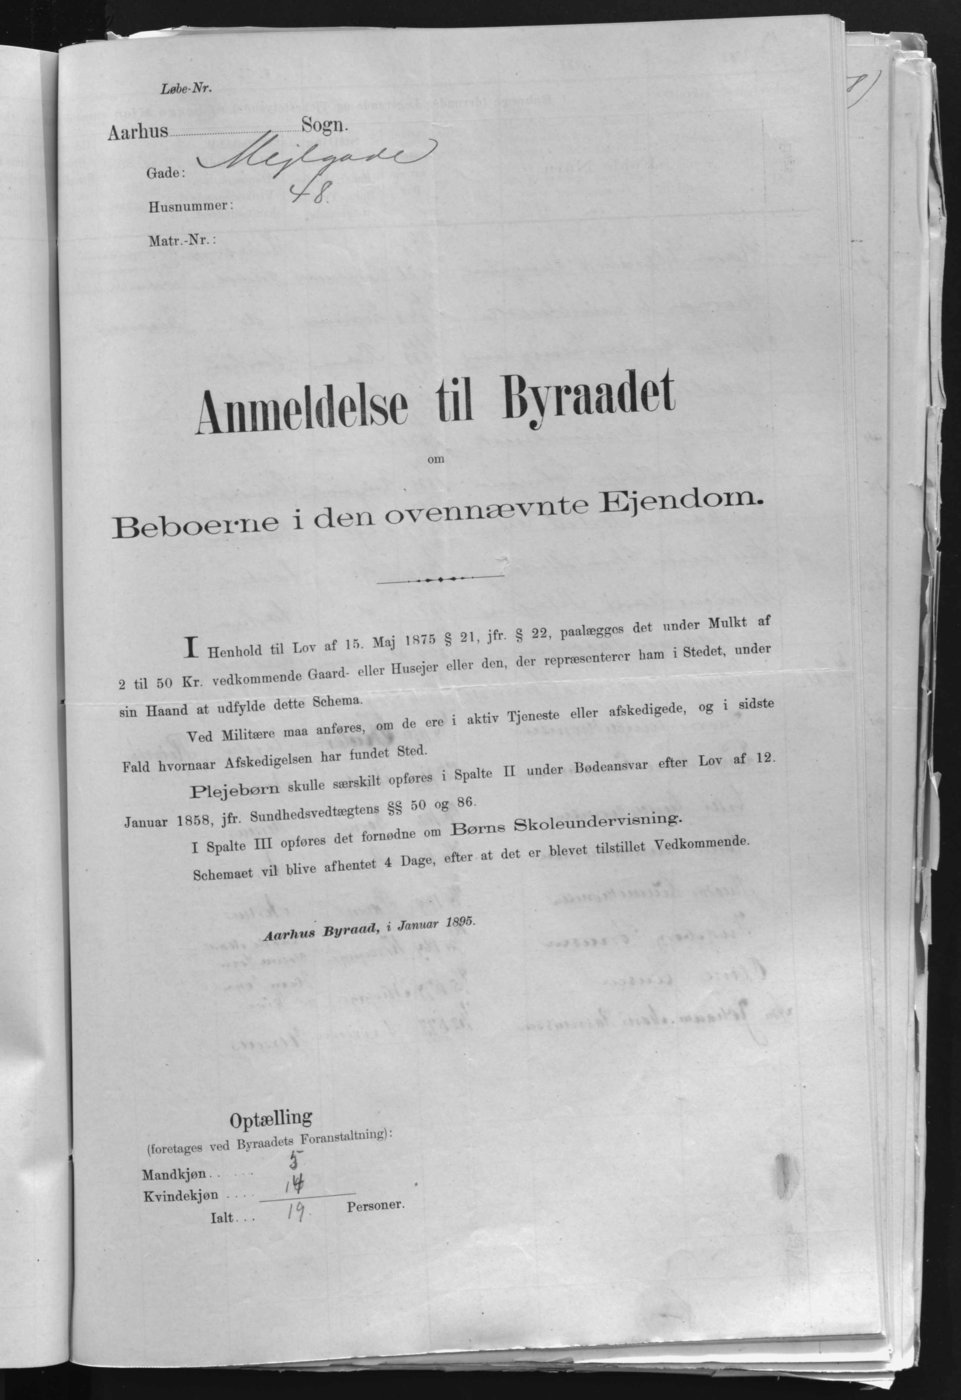 Løbe-Nr.
Aarhus Sogn.
Gade: Mejlgade
Husnummer: 48.
Matr.-Nr.:
Anmeldelse til Byraadet
om
Beboerne i den ovennævnte Ejendom.
I Henhold til Lov af 15. Maj 1875 § 21, jfr. § 22, paalægges det under Mulkt af
2 til 50 Kr. vedkommende Gaard- eller Husejer eller den, der repræsenterer ham i Stedet, under
sin Haand at udfylde dette Schema.
Ved Militære maa anføres, om de ere i aktiv Tjeneste eller afskedigede, og i sidste
Fald hvornaar Afskedigelsen har fundet Sted.
Plejebørn skulle særskilt opføres i Spalte II under Bødeansvar efter Lov af 12.
Januar 1858, jfr. Sundhedsvedtægtens §§ 50 og 86.
I Spalte III opføres det fornødne om Børns Skoleundervisning.
Schemaet vil blive afhentet 4 Dage, efter at det er blevet tilstillet Vedkommende.
Aarhus Byraad, i Januar 1895.
Optælling
(foretages ved Byraadets Foranstaltning):
Mandkjøn . . . . . . 5
Kvindekjøn . . . . 14
Ialt . . . 19. Personer.